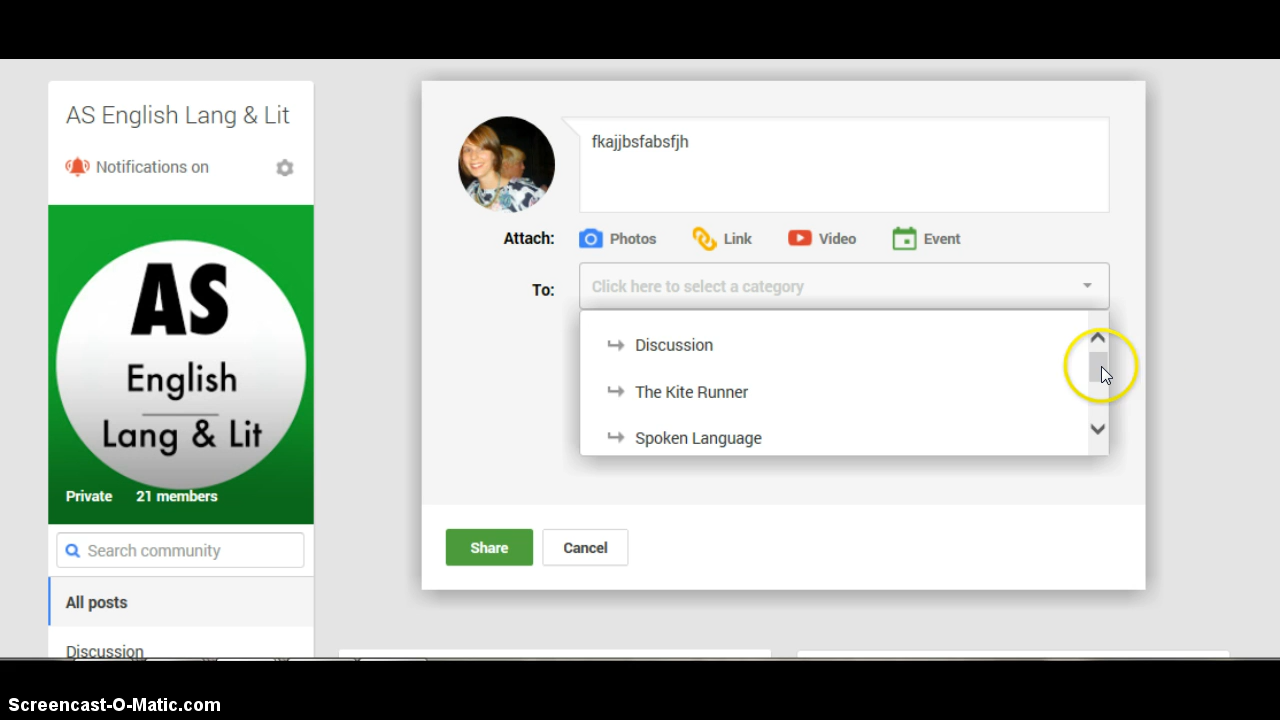 AS English Lang & Lit
Notifications on
AS
English
Lang & Lit
Private 21 members
Search community
All posts
Discussion
fkajjbsfabsfjh
Attach: Photos Link Video Event
To: Click here to select a category
Discussion
The Kite Runner
Spoken Language
Share Cancel
Screencast-O-Matic.com